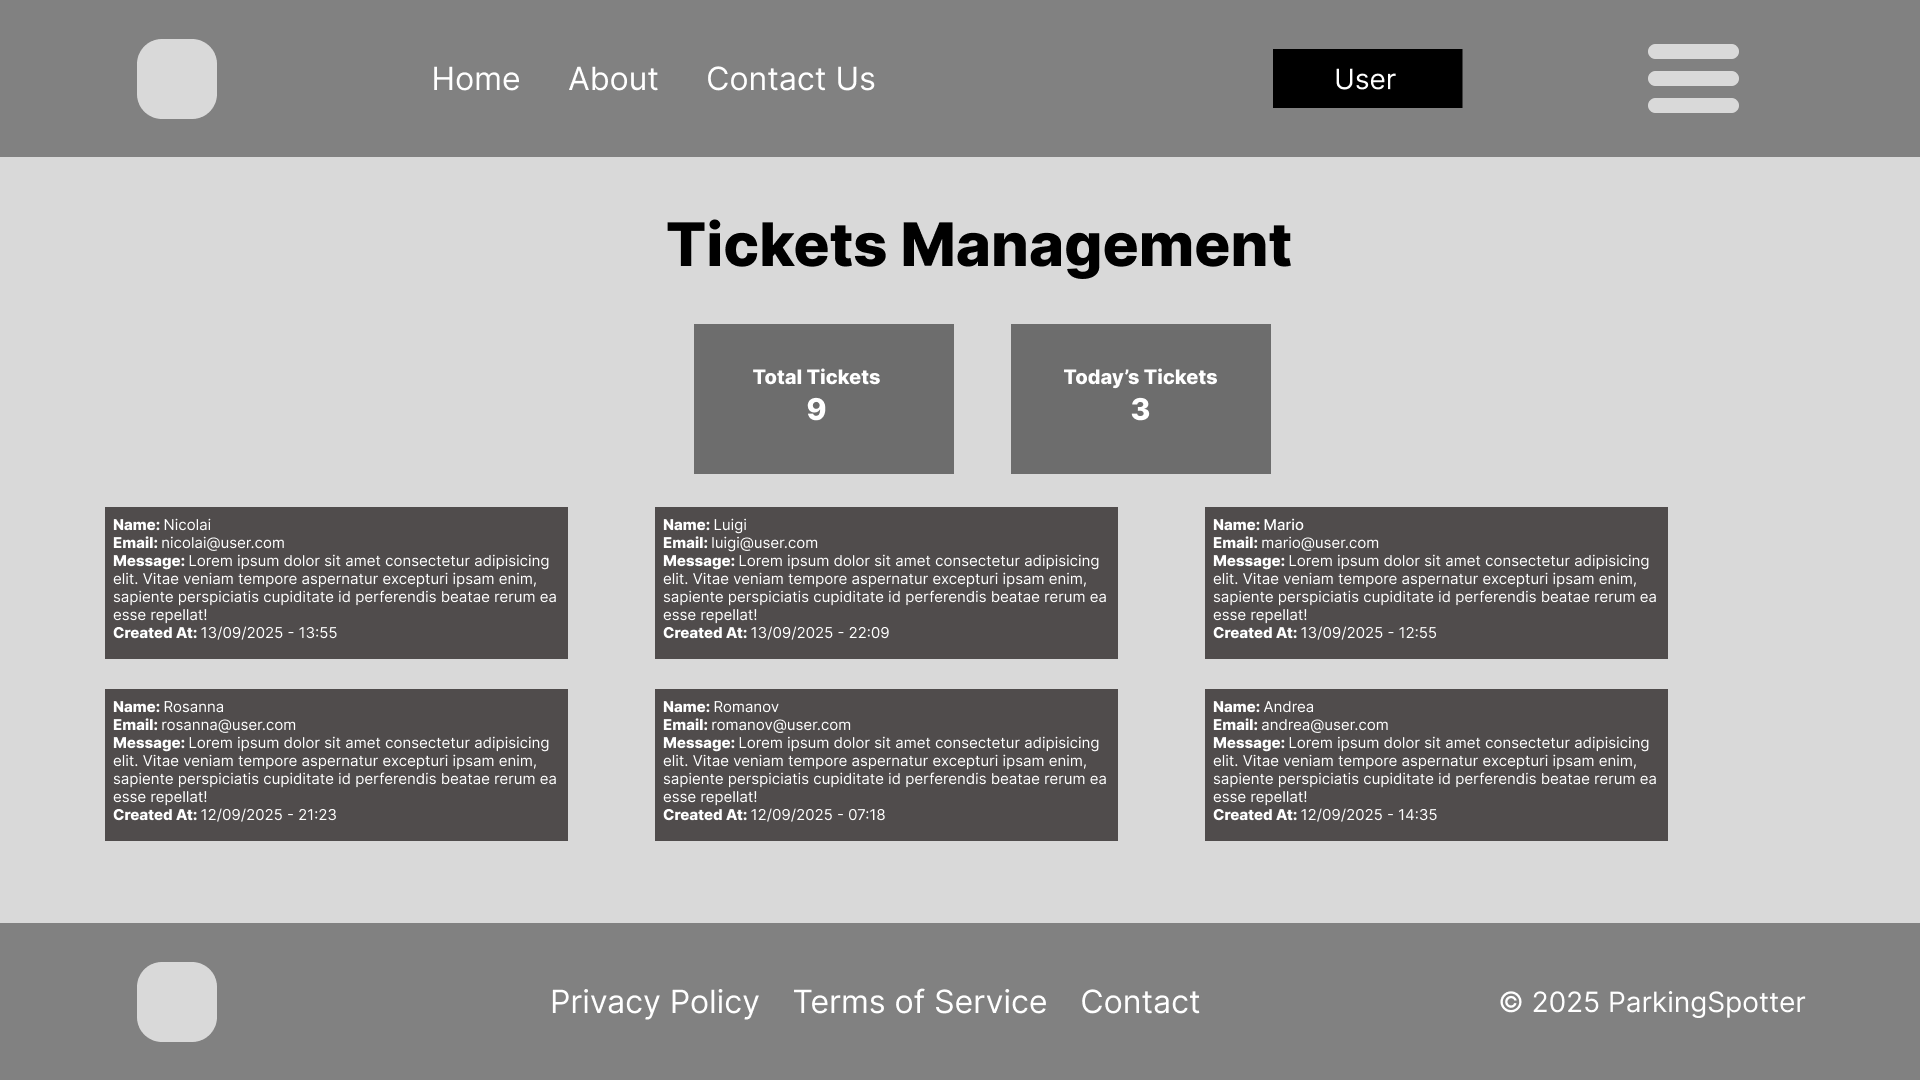 Home About Contact Us User
Tickets Management
Total Tickets
9
Today’s Tickets
3
Name: Nicolai
Email: nicolai@user.com
Message: Lorem ipsum dolor sit amet consectetur adipisicing
elit. Vitae veniam tempore aspernatur excepturi ipsam enim,
sapiente perspiciatis cupiditate id perferendis beatae rerum ea
esse repellat!
Created At: 13/09/2025 - 13:55
Name: Luigi
Email: luigi@user.com
Message: Lorem ipsum dolor sit amet consectetur adipisicing
elit. Vitae veniam tempore aspernatur excepturi ipsam enim,
sapiente perspiciatis cupiditate id perferendis beatae rerum ea
esse repellat!
Created At: 13/09/2025 - 22:09
Name: Mario
Email: mario@user.com
Message: Lorem ipsum dolor sit amet consectetur adipisicing
elit. Vitae veniam tempore aspernatur excepturi ipsam enim,
sapiente perspiciatis cupiditate id perferendis beatae rerum ea
esse repellat!
Created At: 13/09/2025 - 12:55
Name: Rosanna
Email: rosanna@user.com
Message: Lorem ipsum dolor sit amet consectetur adipisicing
elit. Vitae veniam tempore aspernatur excepturi ipsam enim,
sapiente perspiciatis cupiditate id perferendis beatae rerum ea
esse repellat!
Created At: 12/09/2025 - 21:23
Name: Romanov
Email: romanov@user.com
Message: Lorem ipsum dolor sit amet consectetur adipisicing
elit. Vitae veniam tempore aspernatur excepturi ipsam enim,
sapiente perspiciatis cupiditate id perferendis beatae rerum ea
esse repellat!
Created At: 12/09/2025 - 07:18
Name: Andrea
Email: andrea@user.com
Message: Lorem ipsum dolor sit amet consectetur adipisicing
elit. Vitae veniam tempore aspernatur excepturi ipsam enim,
sapiente perspiciatis cupiditate id perferendis beatae rerum ea
esse repellat!
Created At: 12/09/2025 - 14:35
Privacy Policy Terms of Service Contact © 2025 ParkingSpotter